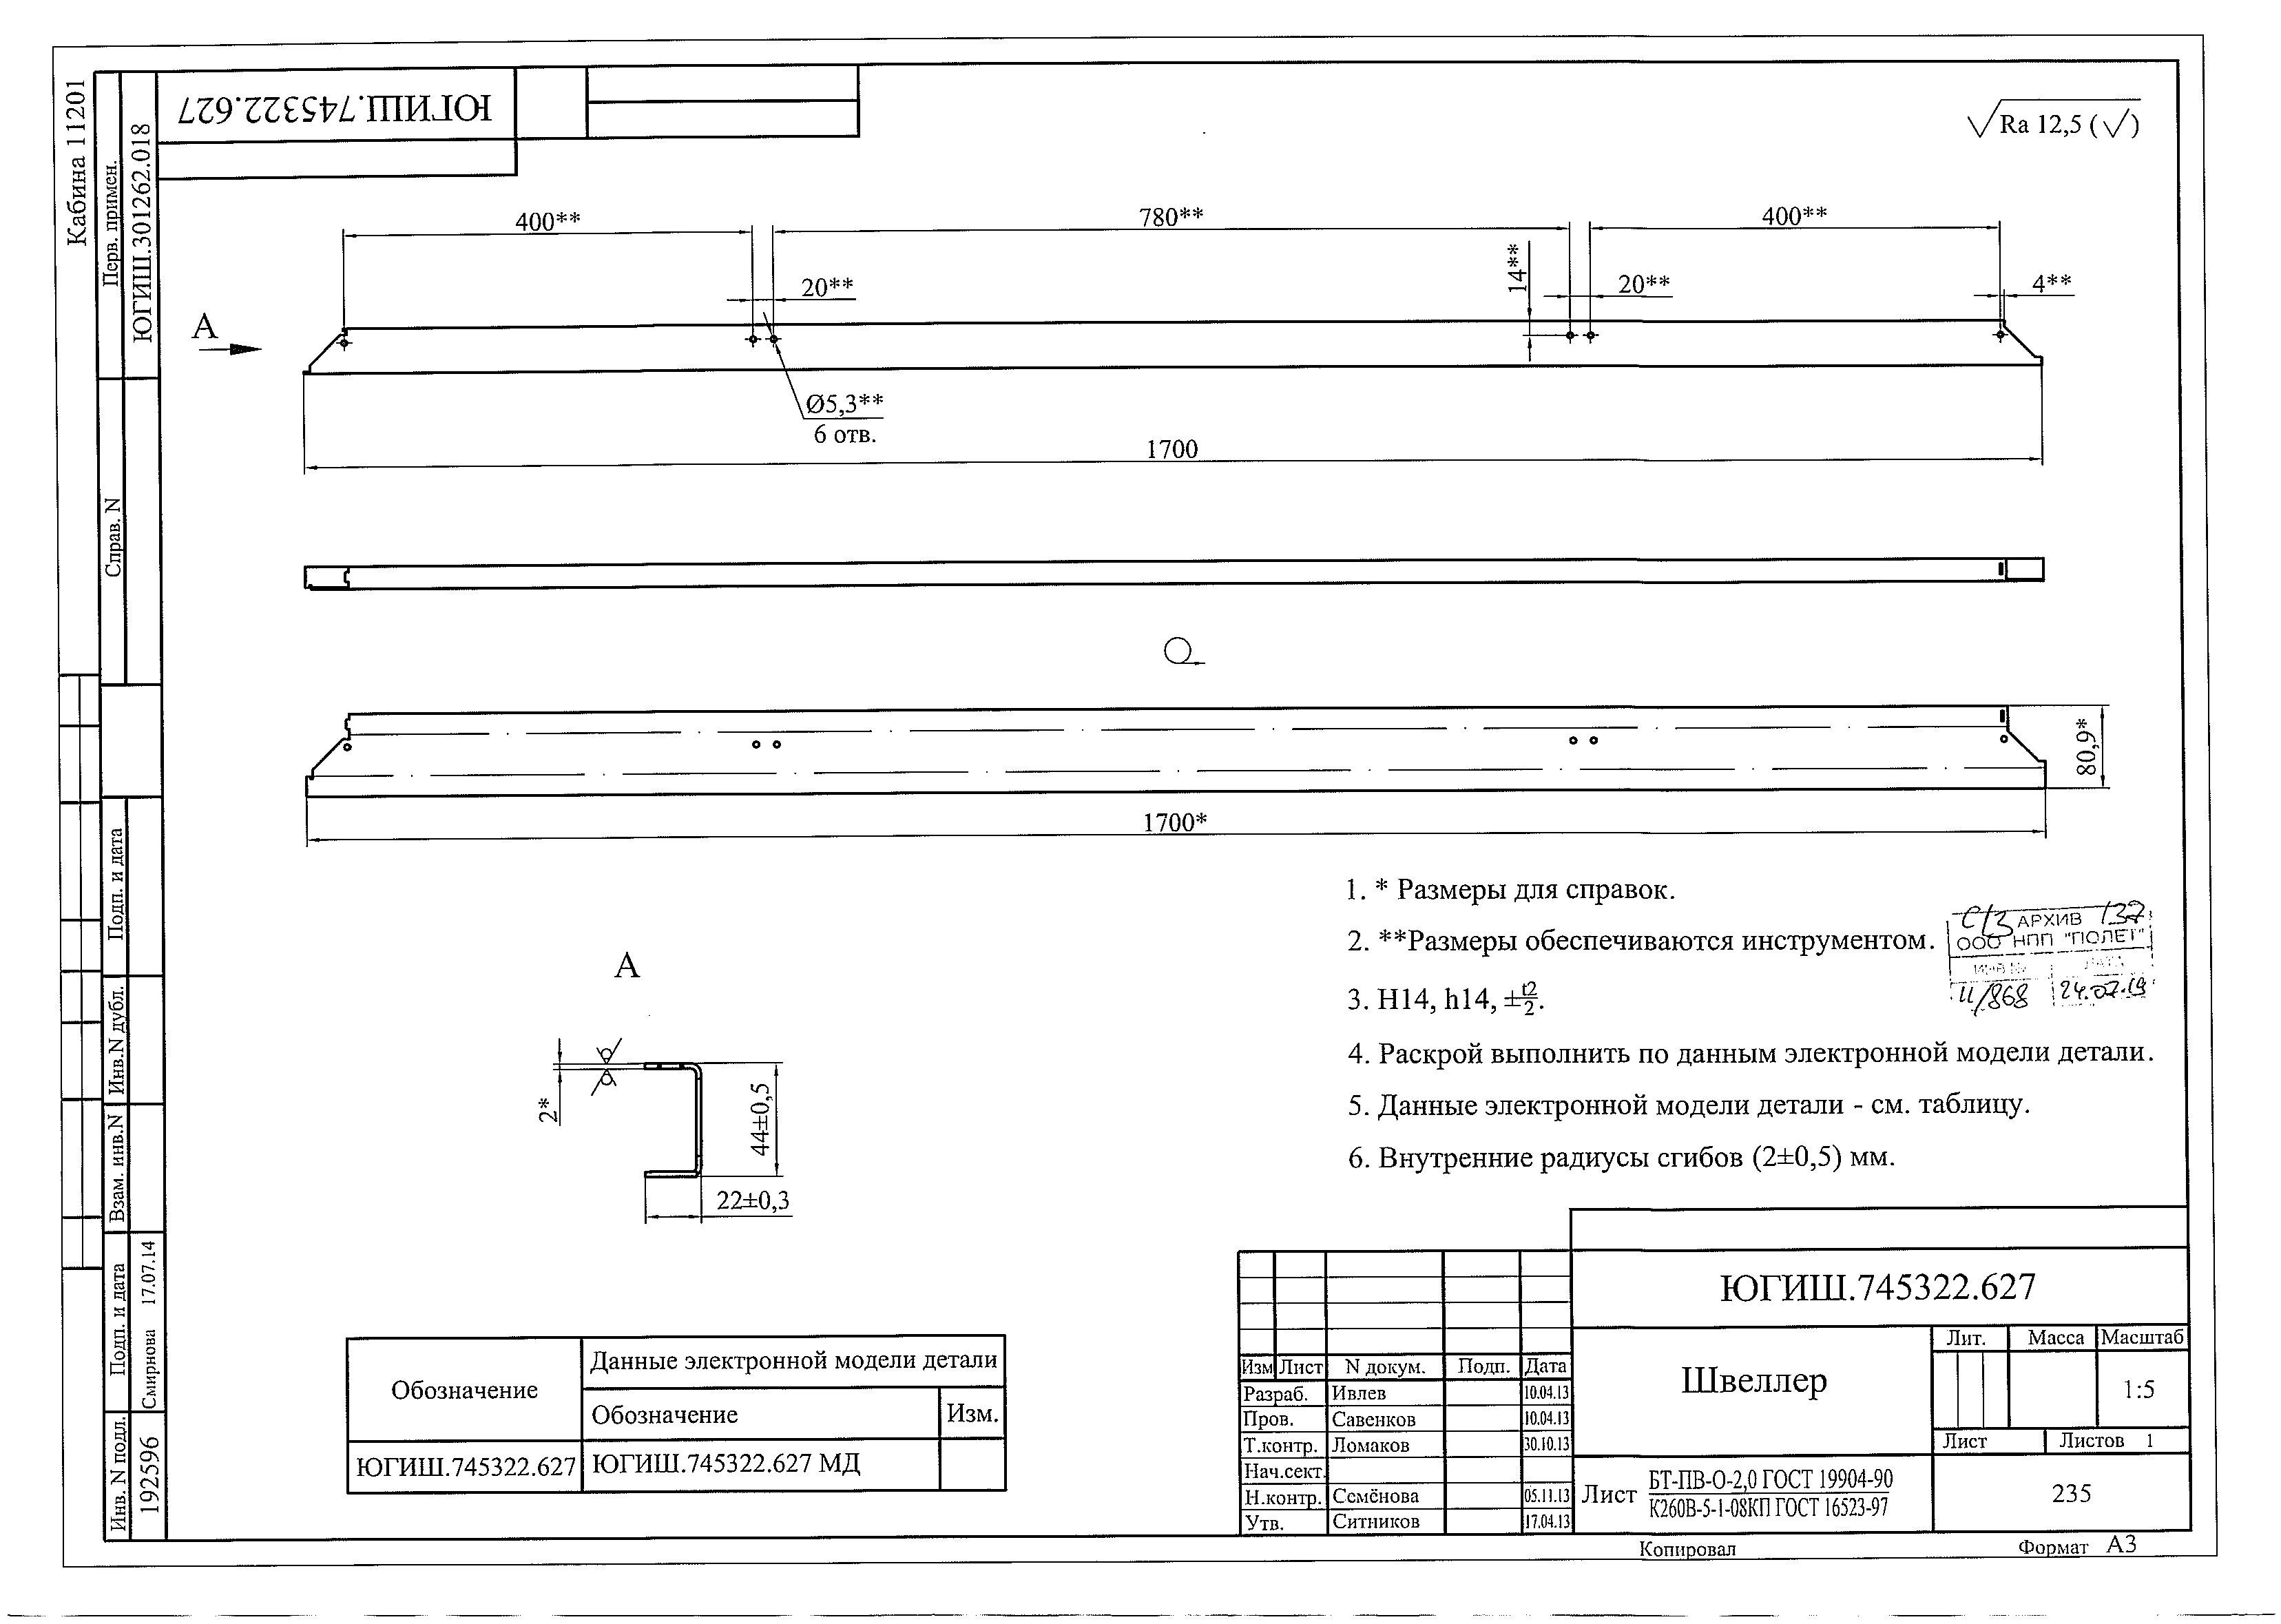 Кабина 11201
Перв. примен.
ЮГИШ.301262.018
ЮГИШ.745322.627
Ra 12,5 ( )
400**
780**
400**
20**
14**
20**
4**
А
Ø5,3**
6 отв.
1700
Справ. N
80,9*
1700*
1. * Размеры для справок.
2. **Размеры обеспечиваются инструментом.
3. H14, h14, ±t2/2.
4. Раскрой выполнить по данным электронной модели детали.
5. Данные электронной модели детали - см. таблицу.
6. Внутренние радиусы сгибов (2±0,5) мм.
АРХИВ 137
ООО НПП "ПОЛЕТ"
ИНВ № ДАТА
11/868 24.07.19
А
2*
44±0,5
22±0,3
Подп. и дата
Инв.N дубл.
Взам. инв.N
Подп. и дата
Смирнова 17.07.14
Инв. N подл.
192596
Обозначение
Данные электронной модели детали
Обозначение Изм.
ЮГИШ.745322.627 ЮГИШ.745322.627 МД
ЮГИШ.745322.627
Изм Лист N докум. Подп. Дата
Разраб. Ивлев 10.04.13
Пров. Савенков 10.04.13
Т.контр. Ломаков 30.10.13
Нач.сект.
Н.контр. Семёнова 05.11.13
Утв. Ситников 17.04.13
Швеллер
Лит. Масса Масштаб
1:5
Лист Листов 1
Лист БТ-ПВ-О-2,0 ГОСТ 19904-90
К260В-5-1-08КП ГОСТ 16523-97
235
Копировал
Формат А3